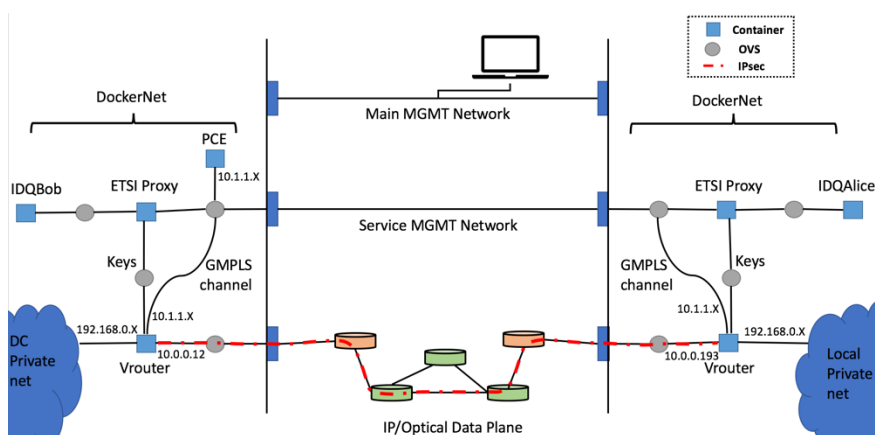 Container
OVS
IPsec
DockerNet
DockerNet
Main MGMT Network
PCE
10.1.1.X
IDQBob
ETSI Proxy
ETSI Proxy
IDQAlice
Service MGMT Network
Keys
GMPLS
channel
GMPLS
channel
Keys
10.1.1.X
10.1.1.X
192.168.0.X
192.168.0.X
DC
Private
net
10.0.0.12
Vrouter
10.0.0.193
Vrouter
Local
Private
net
IP/Optical Data Plane